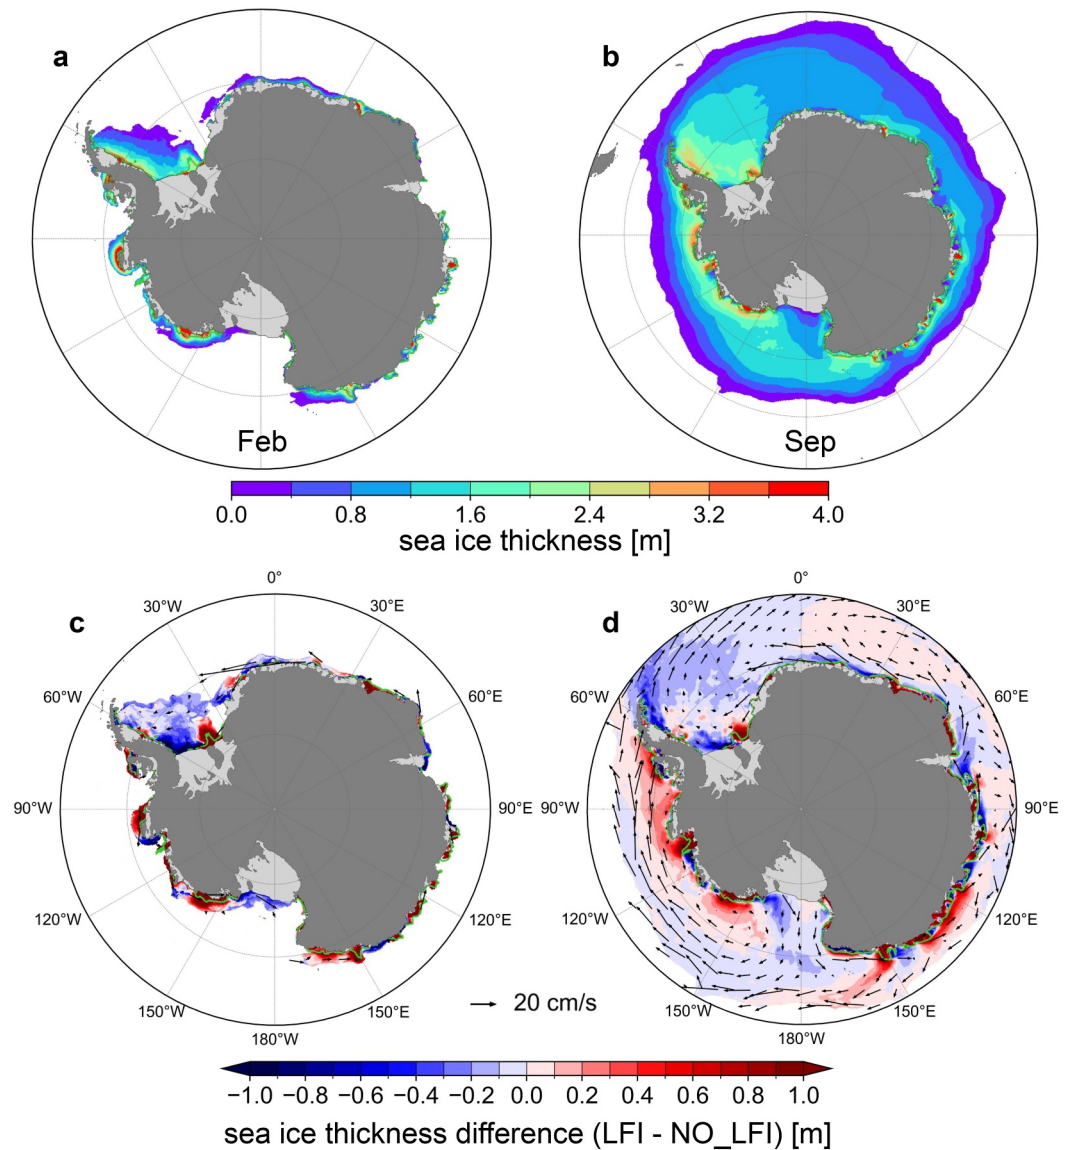 a
b
Feb
Sep
0.0 0.8 1.6 2.4 3.2 4.0
sea ice thickness [m]
c
0°
30°W
30°E
60°W
60°E
90°W
90°E
120°W
120°E
150°W
150°E
180°W
d
0°
30°W
30°E
60°W
60°E
90°W
90°E
120°W
120°E
150°W
150°E
180°W
20 cm/s
−1.0 −0.8 −0.6 −0.4 −0.2 0.0 0.2 0.4 0.6 0.8 1.0
sea ice thickness difference (LFI - NO_LFI) [m]